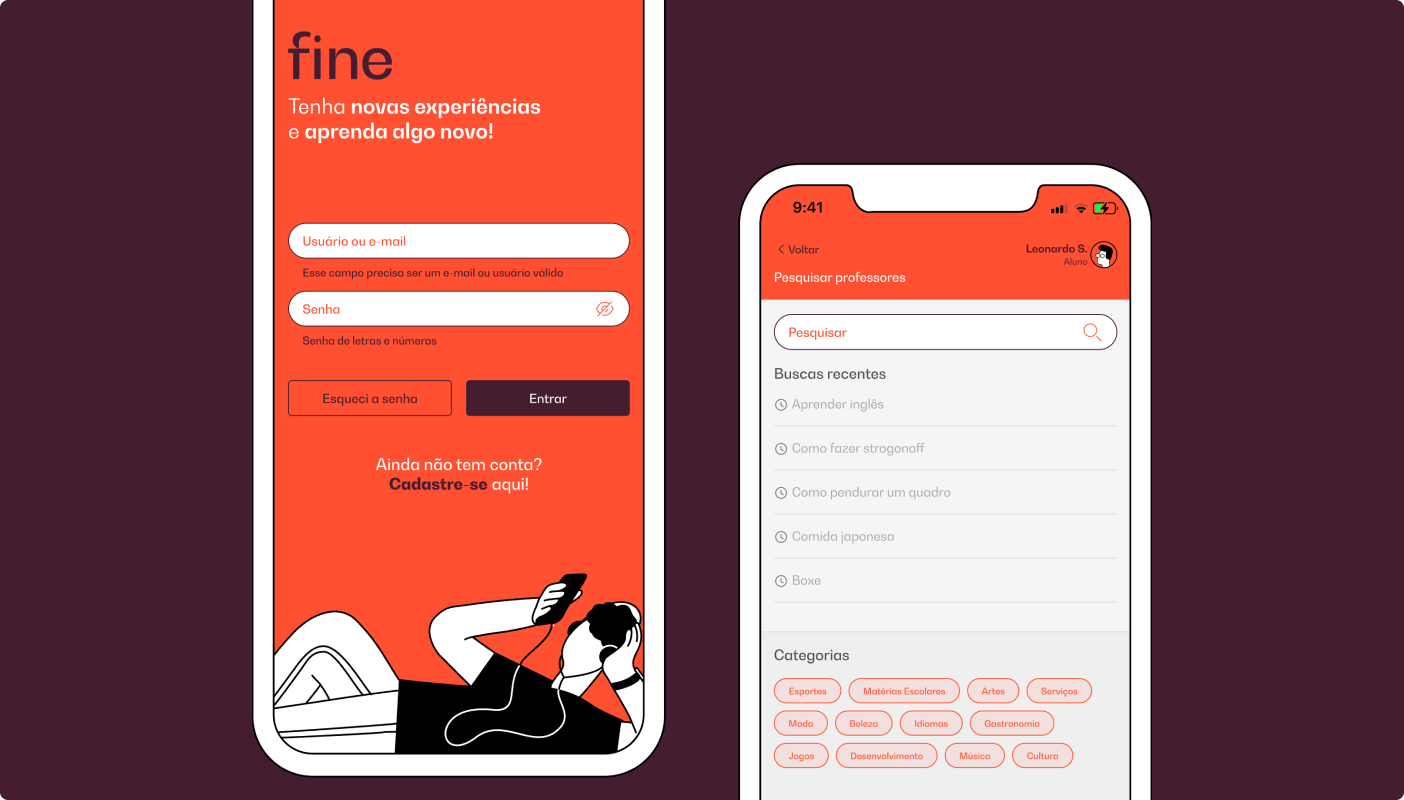 fine
Tenha novas experiências
e aprenda algo novo!
Usuário ou e-mail
Esse campo precisa ser um e-mail ou usuário válido
Senha
Senha de letras e números
Esqueci a senha
Entrar
Ainda não tem conta?
Cadastre-se aqui!
9:41
Voltar
Leonardo S.
Aluno
Pesquisar professores
Pesquisar
Buscas recentes
Aprender inglês
Como fazer strogonoff
Como pendurar um quadro
Comida japonesa
Boxe
Categorias
Esportes Matérias Escolares Artes Serviços
Moda Beleza Idiomas Gastronomia
Jogos Desenvolvimento Música Cultura